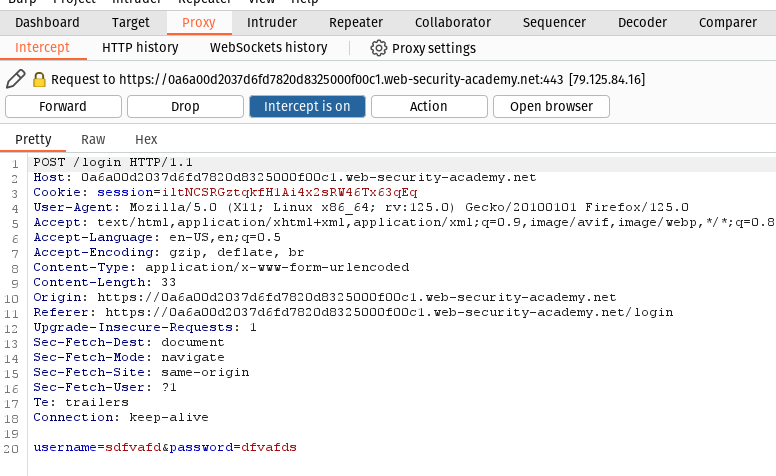 Burp Project Intruder Repeater View Help
Dashboard Target Proxy Intruder Repeater Collaborator Sequencer Decoder Comparer
Intercept HTTP history WebSockets history Proxy settings
Request to https://0a6a00d2037d6fd7820d8325000f00c1.web-security-academy.net:443 [79.125.84.16]
Forward Drop Intercept is on Action Open browser
Pretty Raw Hex
1 POST /login HTTP/1.1
2 Host: 0a6a00d2037d6fd7820d8325000f00c1.web-security-academy.net
3 Cookie: session=iltNCSRGztqkfH1Ai4x2sRW46Tx63qEq
4 User-Agent: Mozilla/5.0 (X11; Linux x86_64; rv:125.0) Gecko/20100101 Firefox/125.0
5 Accept: text/html,application/xhtml+xml,application/xml;q=0.9,image/avif,image/webp,*/*;q=0.8
6 Accept-Language: en-US,en;q=0.5
7 Accept-Encoding: gzip, deflate, br
8 Content-Type: application/x-www-form-urlencoded
9 Content-Length: 33
10 Origin: https://0a6a00d2037d6fd7820d8325000f00c1.web-security-academy.net
11 Referer: https://0a6a00d2037d6fd7820d8325000f00c1.web-security-academy.net/login
12 Upgrade-Insecure-Requests: 1
13 Sec-Fetch-Dest: document
14 Sec-Fetch-Mode: navigate
15 Sec-Fetch-Site: same-origin
16 Sec-Fetch-User: ?1
17 Te: trailers
18 Connection: keep-alive
19
20 username=sdfvafd&password=dfvafds